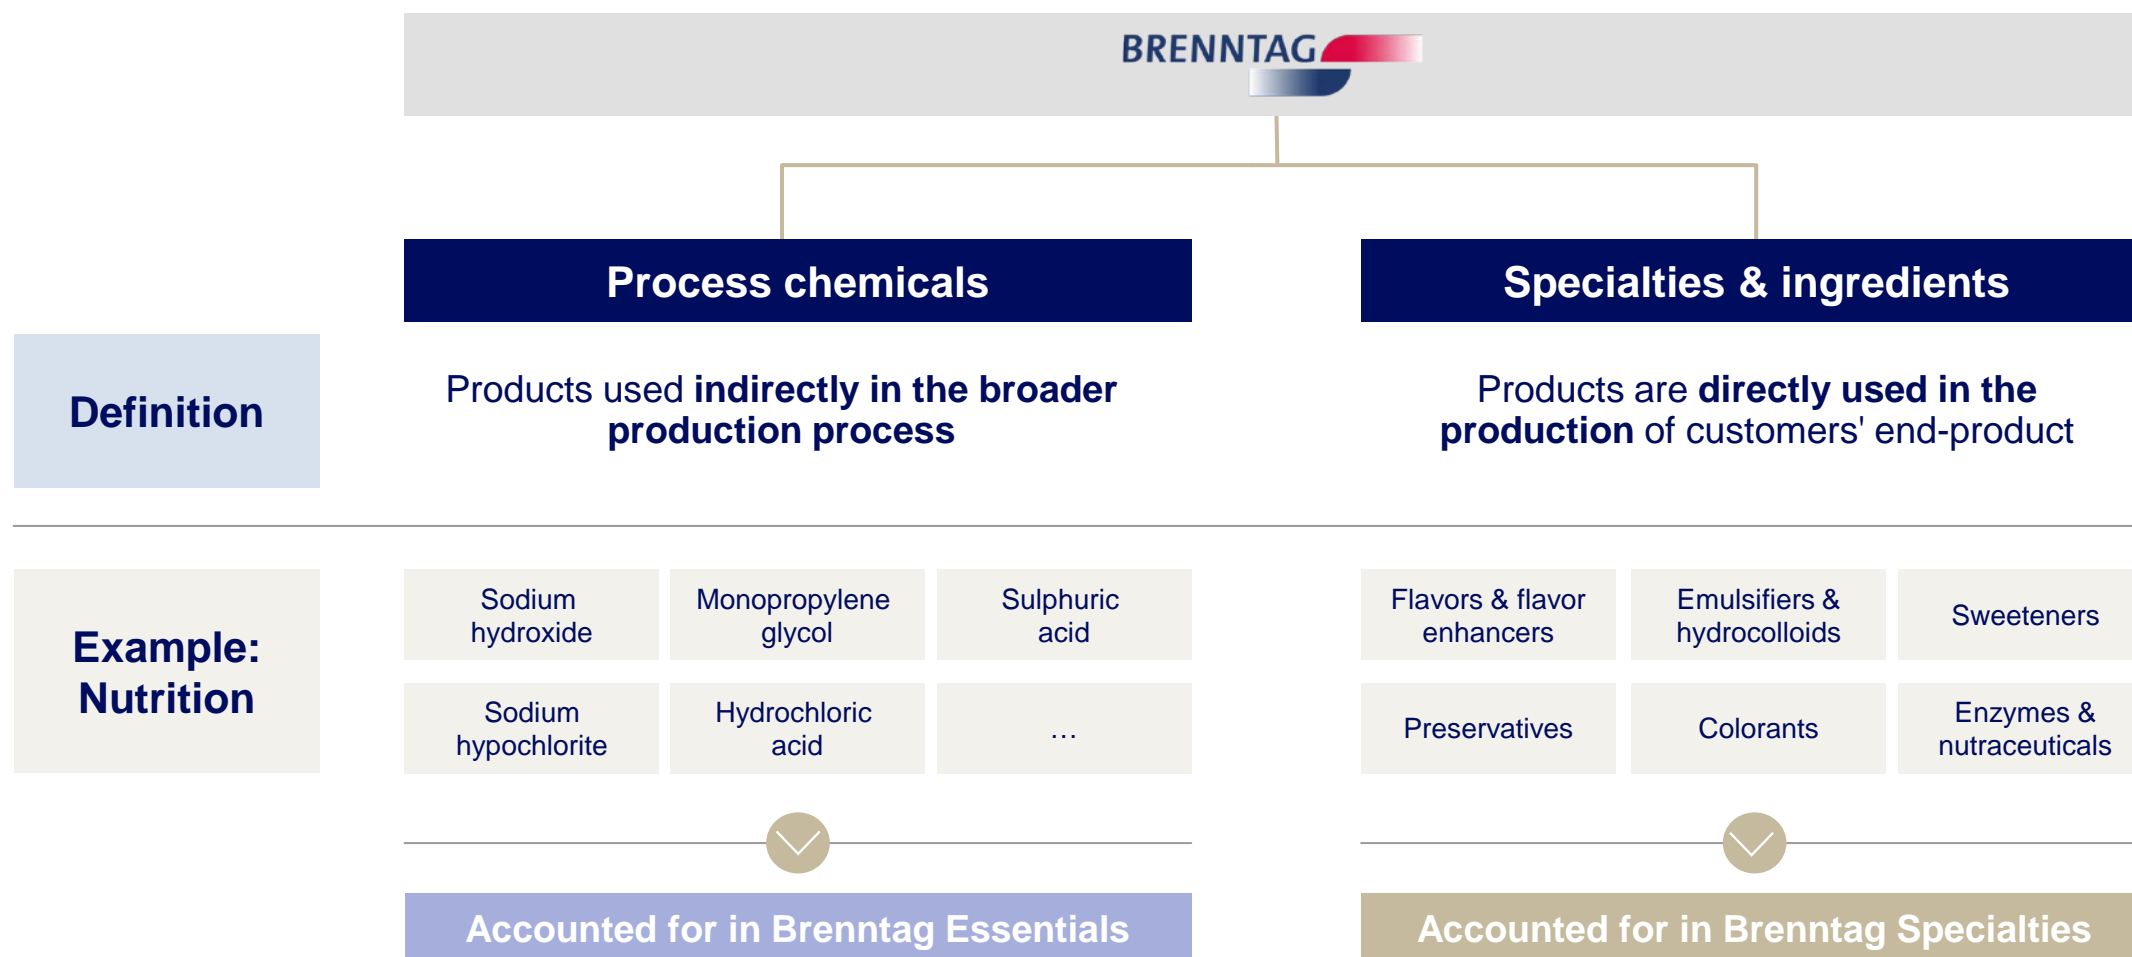 BRENNTAG
Process chemicals
Specialties & ingredients
Definition
Products used indirectly in the broader
production process
Products are directly used in the
production of customers' end-product
Example:
Nutrition
Sodium
hydroxide
Monopropylene
glycol
Sulphuric
acid
Sodium
hypochlorite
Hydrochloric
acid
…
Flavors & flavor
enhancers
Emulsifiers &
hydrocolloids
Sweeteners
Preservatives
Colorants
Enzymes &
nutraceuticals
Accounted for in Brenntag Essentials
Accounted for in Brenntag Specialties